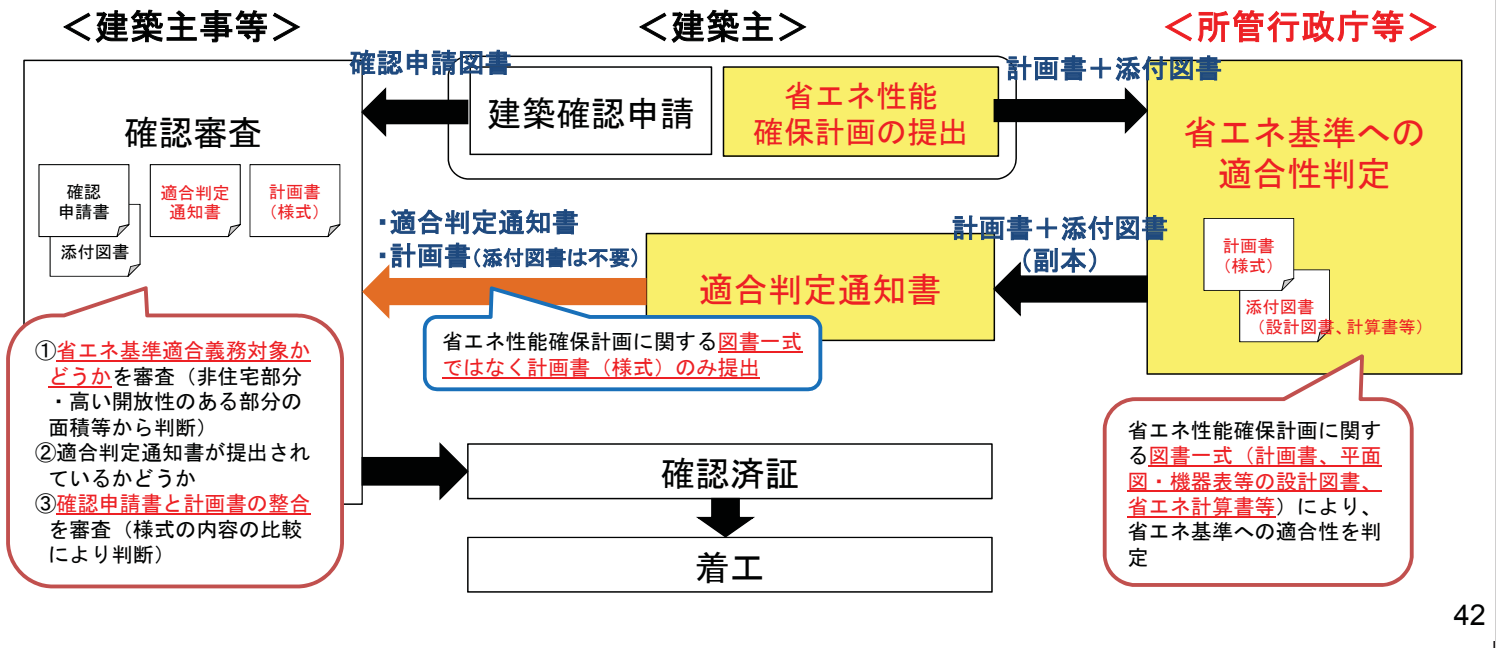 ＜建築主事等＞
＜建築主＞
＜所管行政庁等＞
確認申請図書
計画書＋添付図書
確認審査
建築確認申請
省エネ性能
確保計画の提出
省エネ基準への
適合性判定
確認
申請書
添付図書
適合判定
通知書
計画書
（様式）
・適合判定通知書
・計画書（添付図書は不要）
適合判定通知書
計画書＋添付図書
（副本）
計画書
（様式）
添付図書
（設計図書、計算書等）
省エネ性能確保計画に関する図書一式
ではなく計画書（様式）のみ提出
①省エネ基準適合義務対象か
どうかを審査（非住宅部分
・高い開放性のある部分の
面積等から判断）
②適合判定通知書が提出され
ているかどうか
③確認申請書と計画書の整合
を審査（様式の内容の比較
により判断）
確認済証
着工
省エネ性能確保計画に関す
る図書一式（計画書、平面
図・機器表等の設計図書、
省エネ計算書等）により、
省エネ基準への適合性を判
定
42